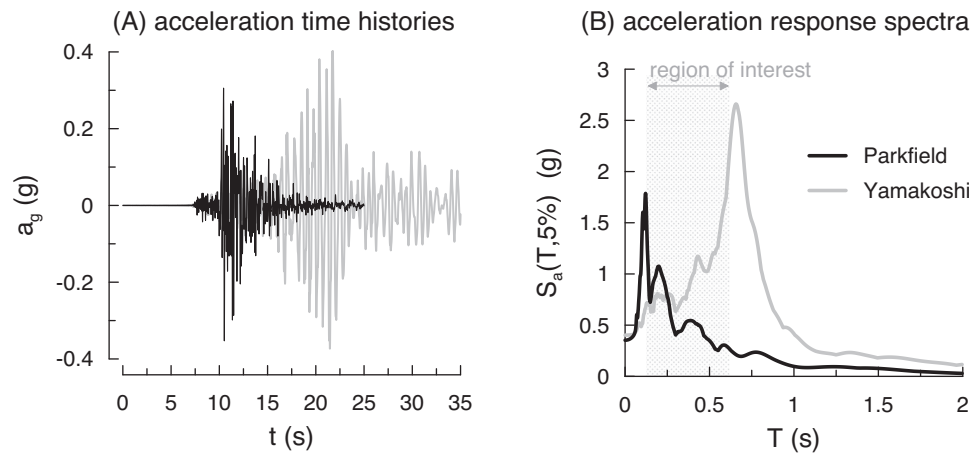 (A) acceleration time histories
0.4
0.2
0
-0.2
-0.4
a_g (g)
0 5 10 15 20 25 30 35
t (s)
(B) acceleration response spectra
region of interest
3
2.5
2
1.5
1
0.5
0
S_a(T,5%) (g)
Parkfield
Yamakoshi
0 0.5 1 1.5 2
T (s)